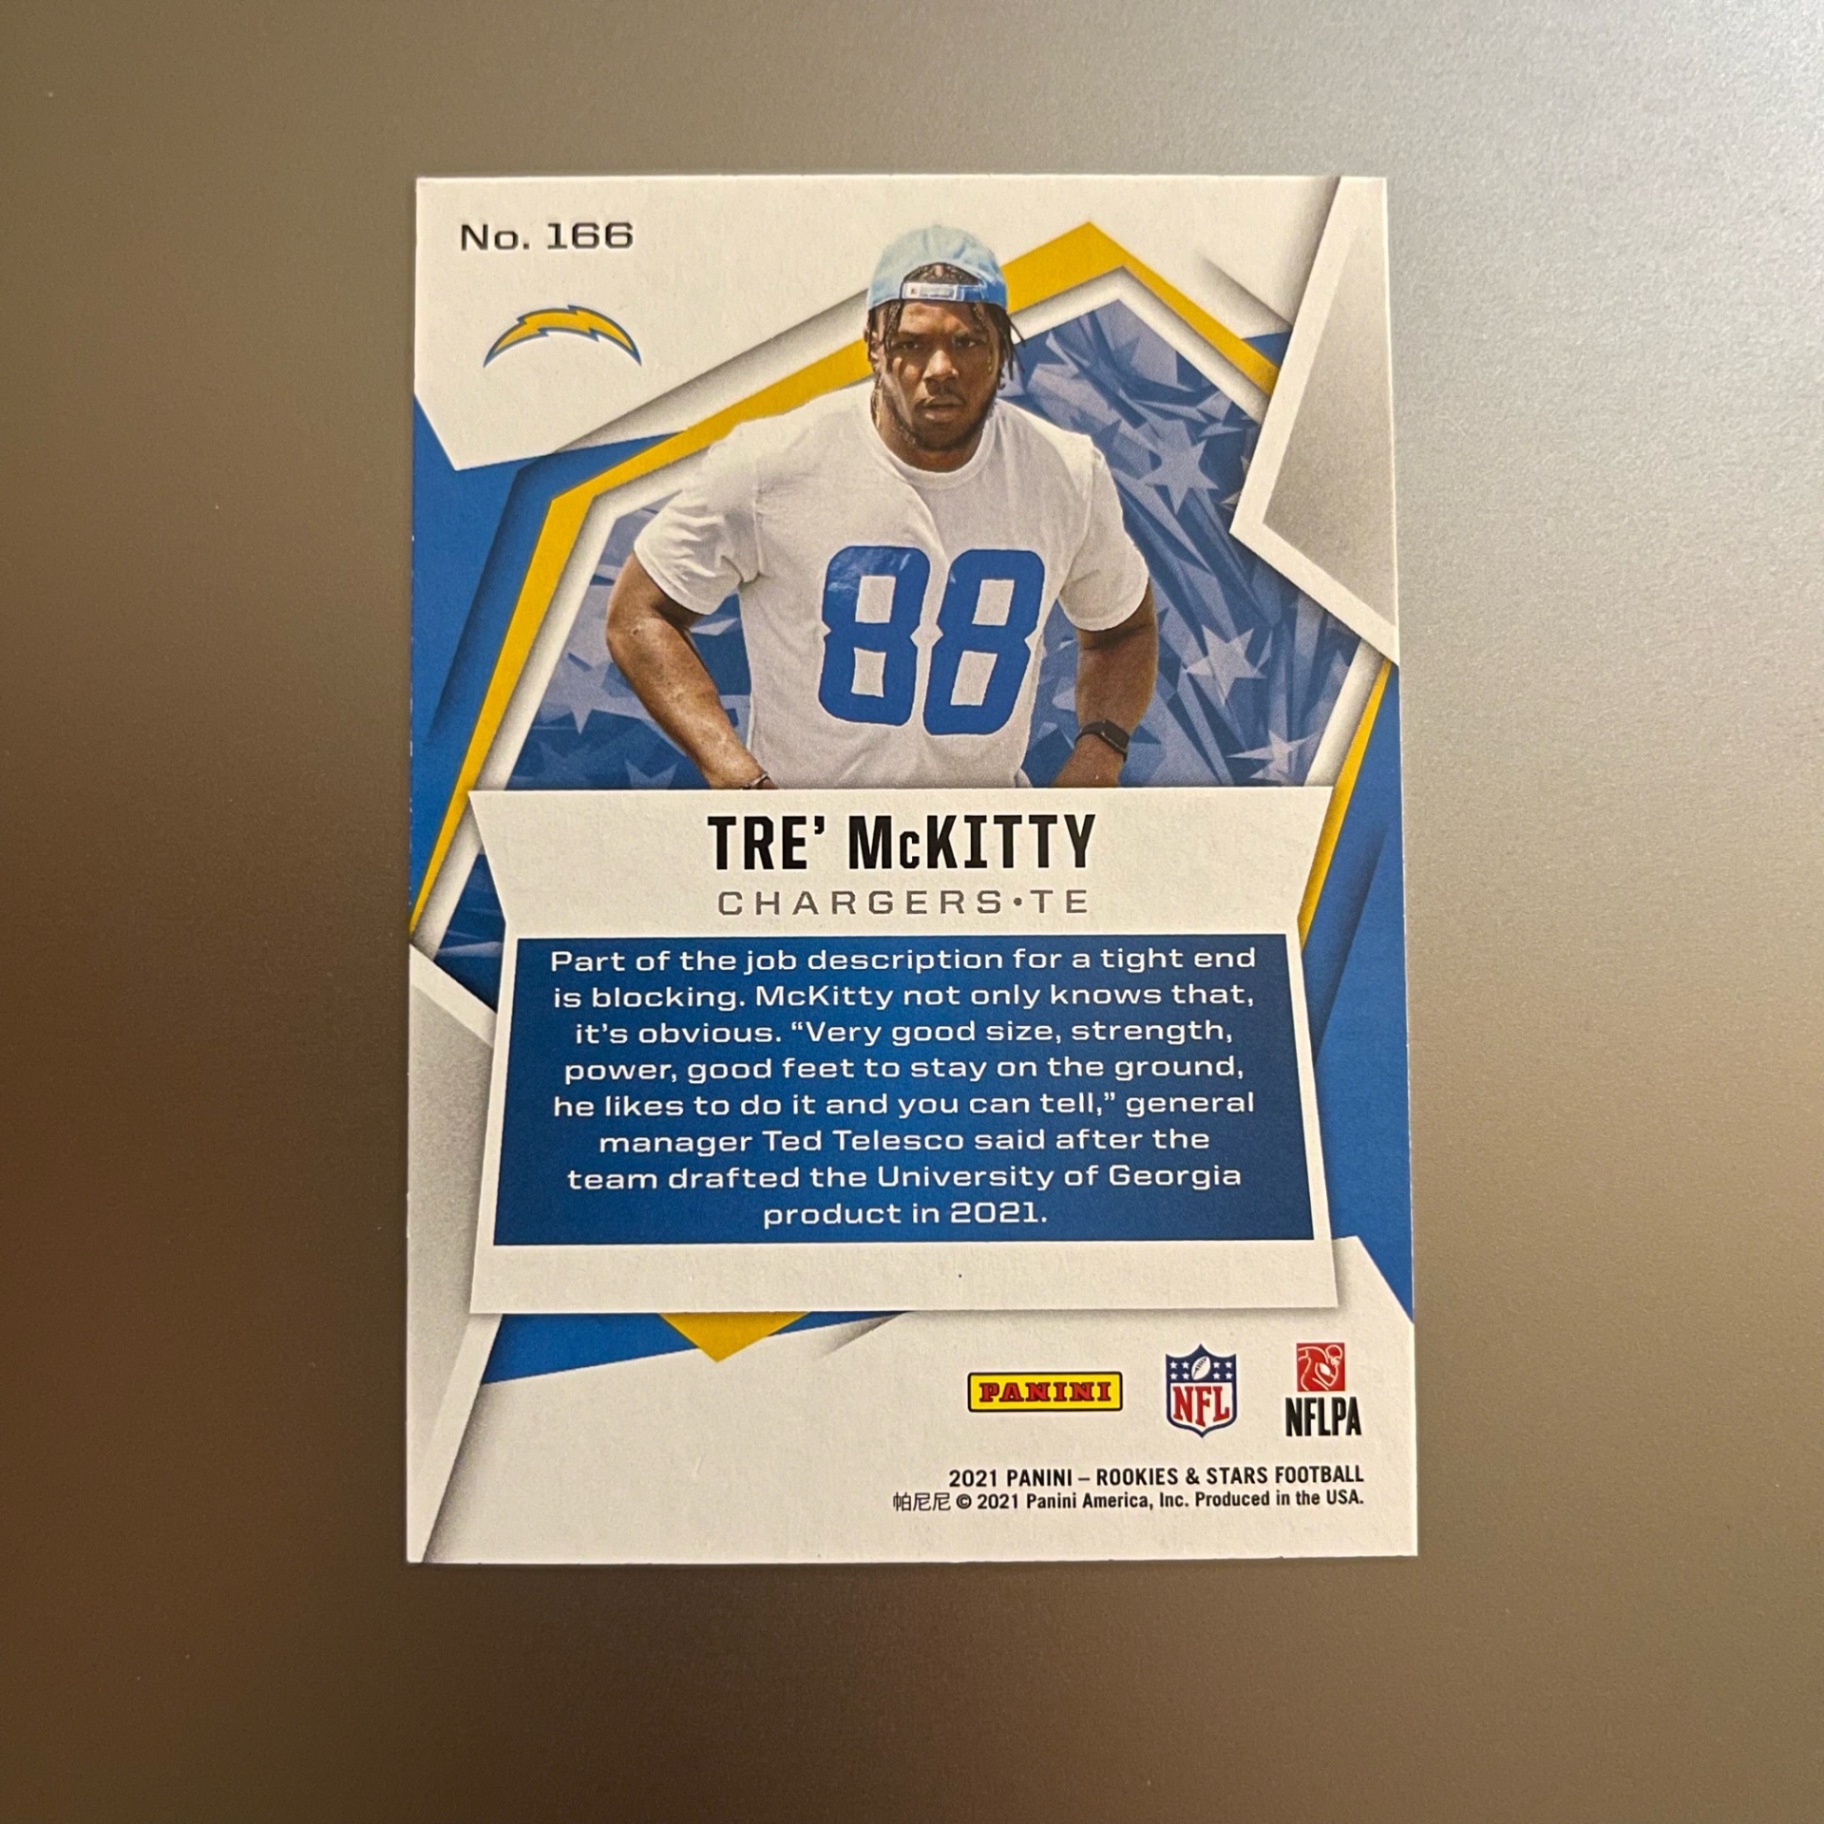 No. 166
88
TRE’ McKITTY
CHARGERS•TE
Part of the job description for a tight end
is blocking. McKitty not only knows that,
it’s obvious. “Very good size, strength,
power, good feet to stay on the ground,
he likes to do it and you can tell,” general
manager Ted Telesco said after the
team drafted the University of Georgia
product in 2021.
PANINI
NFL
NFLPA
2021 PANINI – ROOKIES & STARS FOOTBALL
帕尼尼 © 2021 Panini America, Inc. Produced in the USA.